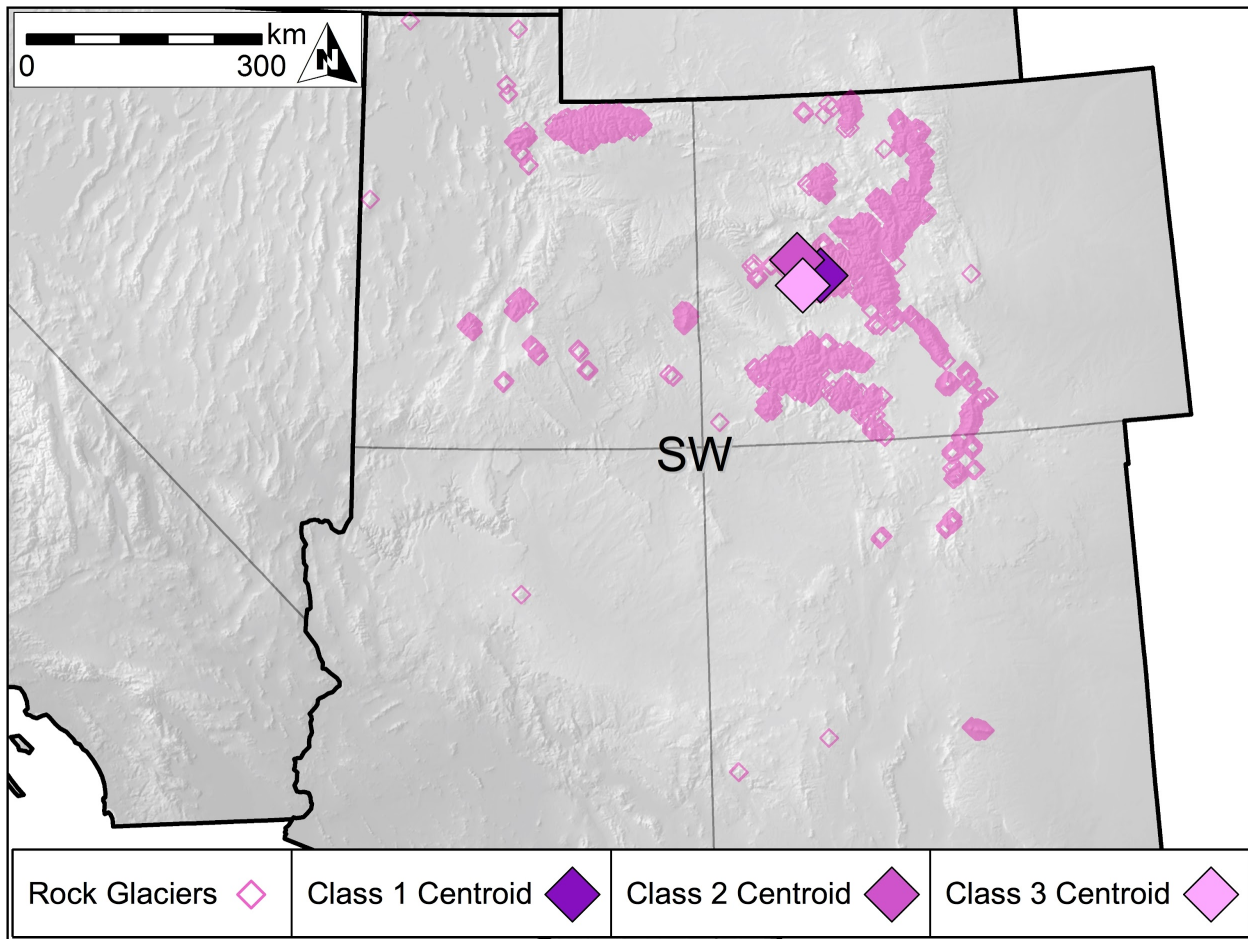 km
N
0 300
SW
Rock Glaciers
Class 1 Centroid
Class 2 Centroid
Class 3 Centroid